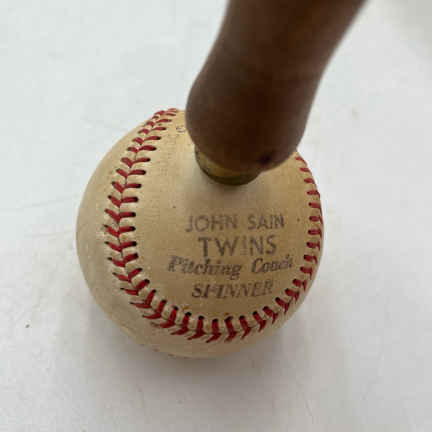 JOHN SAIN
TWINS
Pitching Coach
SPINNER